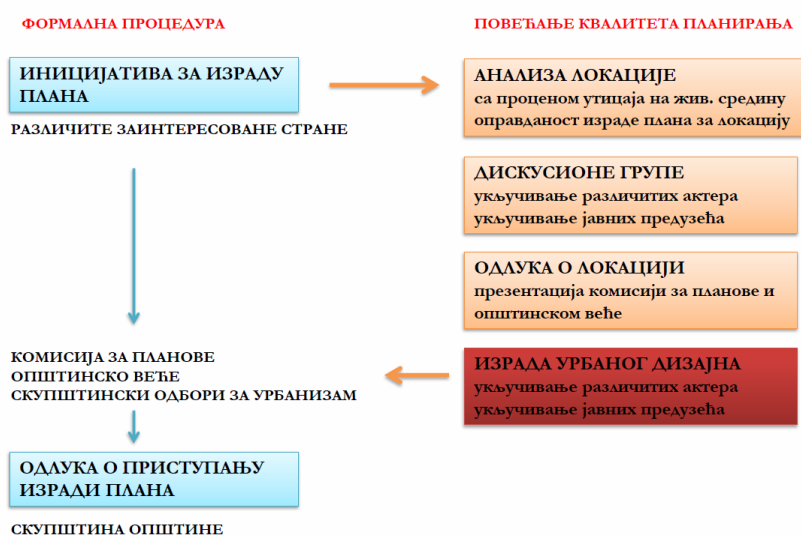 ФОРМАЛНА ПРОЦЕДУРА
ИНИЦИЈАТИВА ЗА ИЗРАДУ
ПЛАНА
РАЗЛИЧИТЕ ЗАИНТЕРЕСОВАНЕ СТРАНЕ
КОМИСИЈА ЗА ПЛАНОВЕ
ОПШТИНСКО ВЕЋЕ
СКУПШТИНСКИ ОДБОРИ ЗА УРБАНИЗАМ
ОДЛУКА О ПРИСТУПАЊУ
ИЗРАДИ ПЛАНА
СКУПШТИНА ОПШТИНЕ
ПОВЕЋАЊЕ КВАЛИТЕТА ПЛАНИРАЊА
АНАЛИЗА ЛОКАЦИЈЕ
са проценом утицаја на жив. средину
оправданост израде плана за локацију
ДИСКУСИОНЕ ГРУПЕ
укључивање различитих актера
укључивање јавних предузећа
ОДЛУКА О ЛОКАЦИЈИ
презентација комисији за планове и
општинском веће
ИЗРАДА УРБАНОГ ДИЗАЈНА
укључивање различитих актера
укључивање јавних предузећа